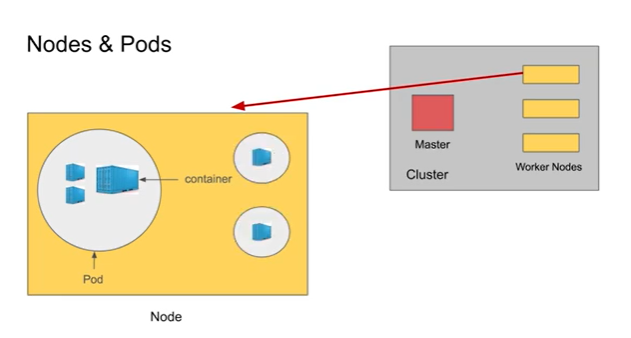 Nodes & Pods
Master
Worker Nodes
Cluster
container
Pod
Node